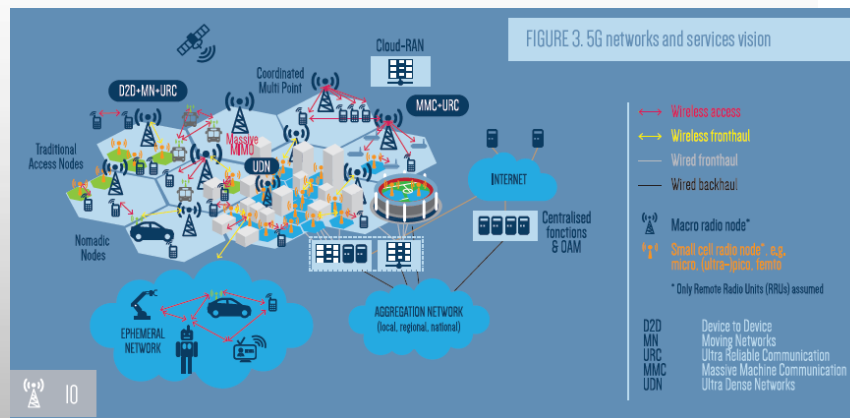 FIGURE 3. 5G networks and services vision
Cloud-RAN
Coordinated
Multi Point
D2D+MN+URC
MMC+URC
Massive
MIMO
Traditional
Access Nodes
UDN
INTERNET
Nomadic
Nodes
Centralised
fonctions
& OAM
AGGREGATION NETWORK
(local, regional, national)
EPHEMERAL
NETWORK
Wireless access
Wireless fronthaul
Wired fronthaul
Wired backhaul
Macro radio node*
Small cell radio node*, e.g.
micro, (ultra-)pico, femto
* Only Remote Radio Units (RRUs) assumed
D2D Device to Device
MN Moving Networks
URC Ultra Reliable Communication
MMC Massive Machine Communication
UDN Ultra Dense Networks
10